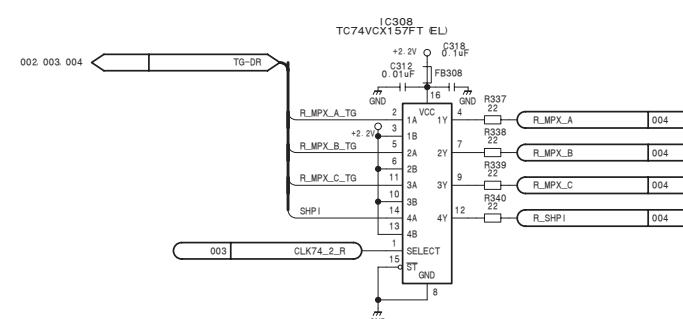 IC308
TC74VCX157FT (EL)
+2.2V
C318
0.1uF
C312
0.01uF
FB308
GND
GND
002. 003. 004
TG-DR
16
VCC
R_MPX_A_TG
2
1A
1Y
4
R337
22
R_MPX_A
004
+2.2V
3
1B
R_MPX_B_TG
5
2A
2Y
7
R338
22
R_MPX_B
004
6
2B
R_MPX_C_TG
11
3A
3Y
9
R339
22
R_MPX_C
004
10
3B
SHPI
14
4A
4Y
12
R340
22
R_SHPI
004
13
4B
003
CLK74_2_R
1
SELECT
15
ST
GND
8